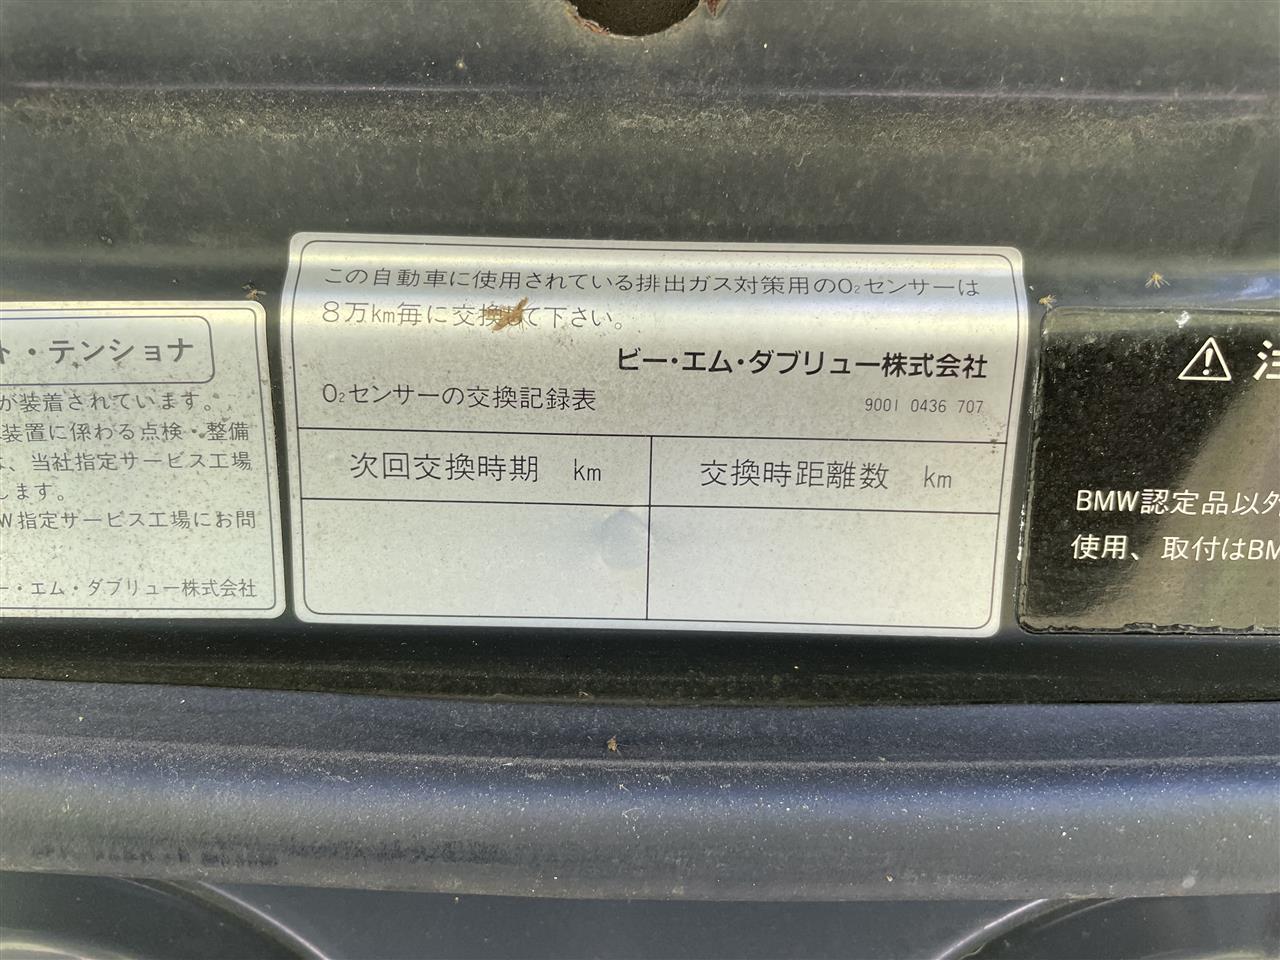 ト・テンショナ
が装着されています。
装置に係わる点検・整備
は、当社指定サービス工場
します。
W指定サービス工場にお問
ー・エム・ダブリュー株式会社
この自動車に使用されている排出ガス対策用のO₂センサーは
8万km毎に交換して下さい。
ビー・エム・ダブリュー株式会社
O₂センサーの交換記録表
9001 0436 707
次回交換時期 km
交換時距離数 km
注
BMW認定品以外
使用、取付はBM